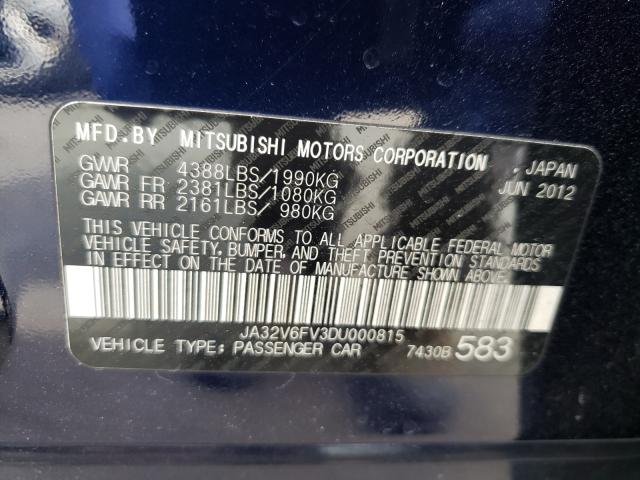 MFD.BY MITSUBISHI MOTORS CORPORATION , JAPAN
GWR 4388LBS/1990KG JUN 2012
GAWR FR 2381LBS/1080KG
GAWR RR 2161LBS/ 980KG
THIS VEHICLE CONFORMS TO ALL APPLICABLE FEDERAL MOTOR
VEHICLE SAFETY, BUMPER, AND THEFT PREVENTION STANDARDS
IN EFFECT ON THE DATE OF MANUFACTURE SHOWN ABOVE.
JA32V6FV3DU000815
VEHICLE TYPE: PASSENGER CAR 7430B 583